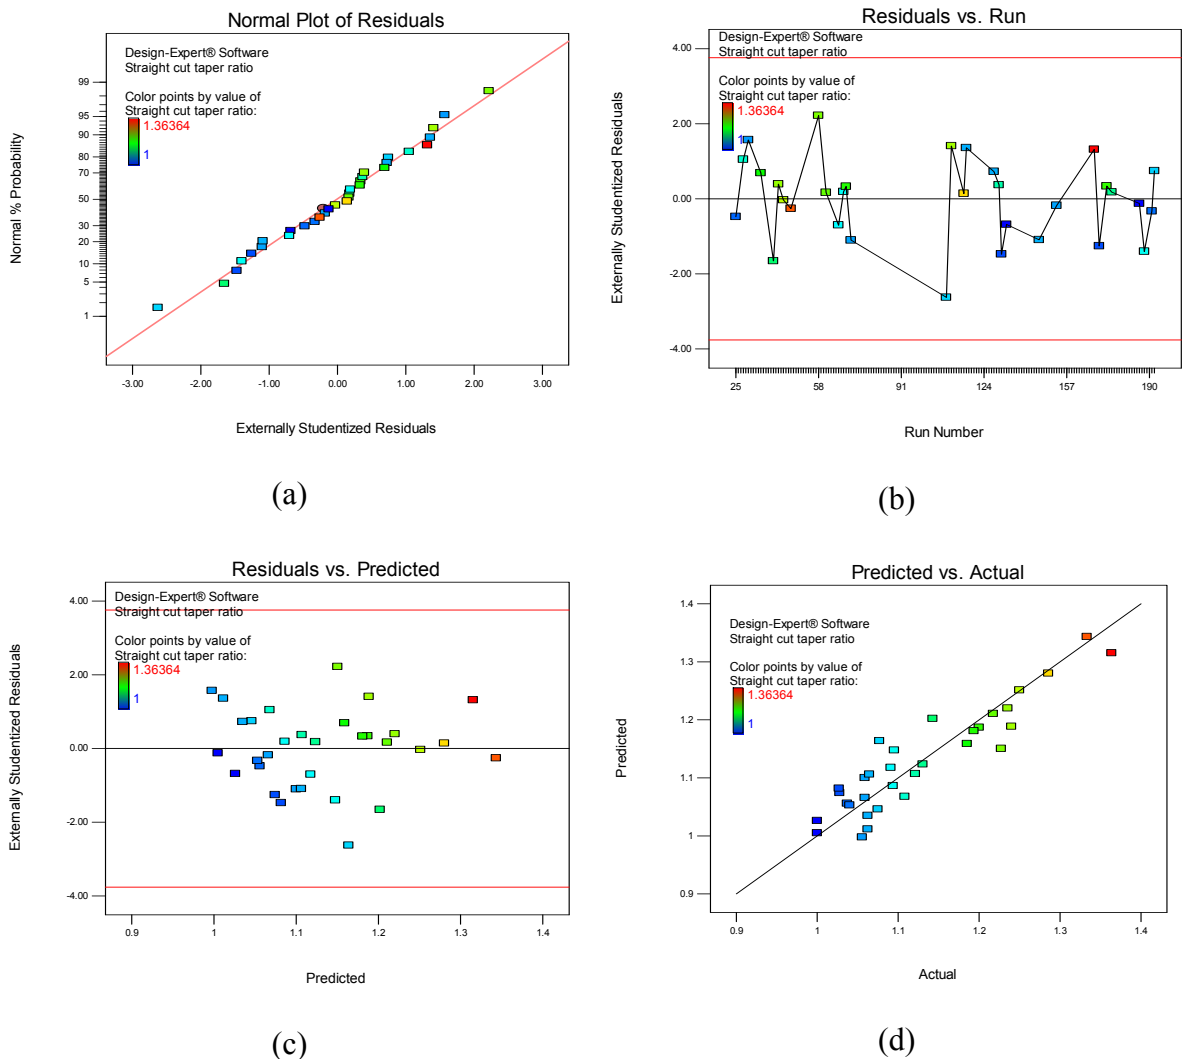 Normal Plot of Residuals
Design-Expert® Software
Straight cut taper ratio
Color points by value of
Straight cut taper ratio:
1.36364
1
Normal % Probability
99
95
90
80
70
50
30
20
10
5
1
-3.00 -2.00 -1.00 0.00 1.00 2.00 3.00
Externally Studentized Residuals
(a)
Residuals vs. Run
Design-Expert® Software
Straight cut taper ratio
Color points by value of
Straight cut taper ratio:
1.36364
1
Externally Studentized Residuals
4.00
2.00
0.00
-2.00
-4.00
25 58 91 124 157 190
Run Number
(b)
Residuals vs. Predicted
Design-Expert® Software
Straight cut taper ratio
Color points by value of
Straight cut taper ratio:
1.36364
1
Externally Studentized Residuals
4.00
2.00
0.00
-2.00
-4.00
0.9 1 1.1 1.2 1.3 1.4
Predicted
(c)
Predicted vs. Actual
Design-Expert® Software
Straight cut taper ratio
Color points by value of
Straight cut taper ratio:
1.36364
1
Predicted
1.4
1.3
1.2
1.1
1
0.9
0.9 1 1.1 1.2 1.3 1.4
Actual
(d)